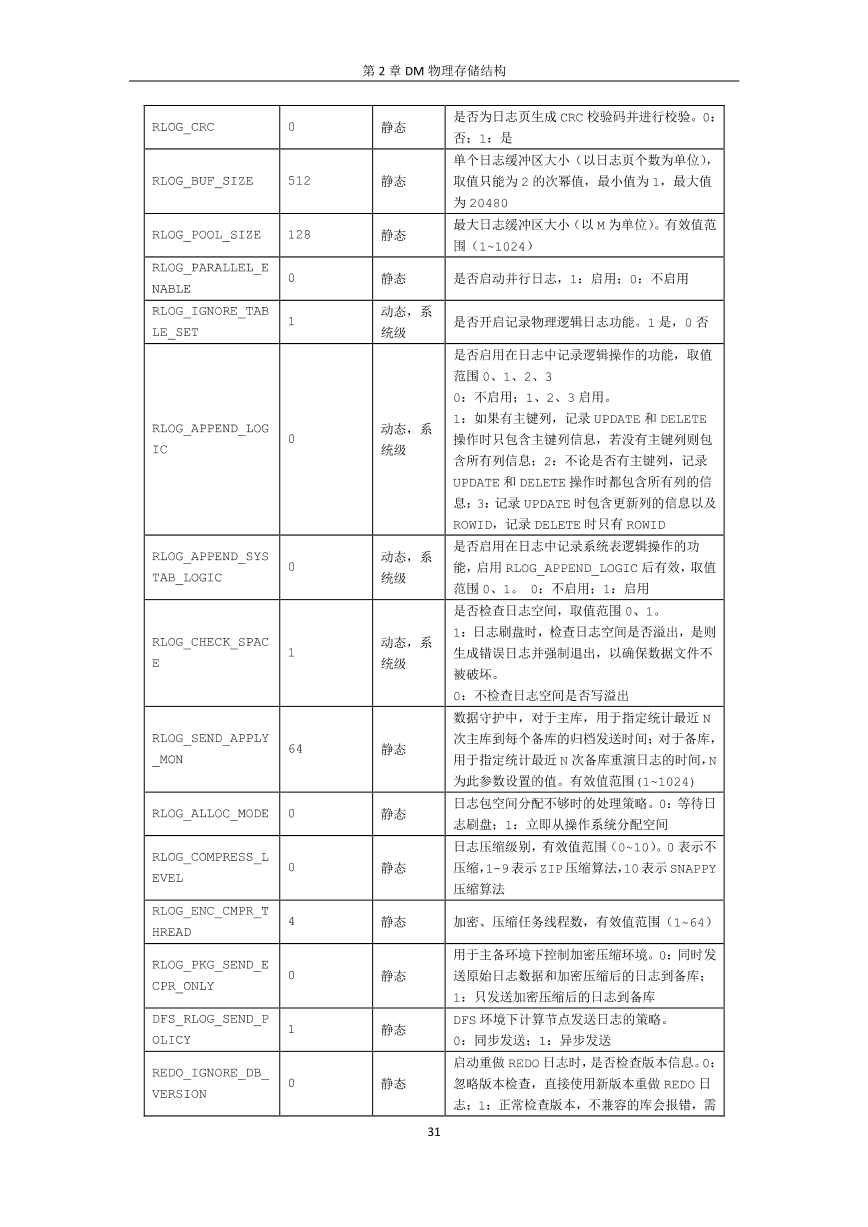 第 2 章 DM 物理存储结构
RLOG_CRC
0
静态
是否为日志页生成 CRC 校验码并进行校验。0:
否；1：是
RLOG_BUF_SIZE
512
静态
单个日志缓冲区大小（以日志页个数为单位），
取值只能为 2 的次幂值，最小值为 1，最大值
为 20480
RLOG_POOL_SIZE
128
静态
最大日志缓冲区大小（以 M 为单位）。有效值范
围（1~1024）
RLOG_PARALLEL_E
NABLE
0
静态
是否启动并行日志，1：启用；0：不启用
RLOG_IGNORE_TAB
LE_SET
1
动态，系
统级
是否开启记录物理逻辑日志功能。1 是，0 否
RLOG_APPEND_LOG
IC
0
动态，系
统级
是否启用在日志中记录逻辑操作的功能，取值
范围 0、1、2、3
0：不启用；1、2、3 启用。
1：如果有主键列，记录 UPDATE 和 DELETE
操作时只包含主键列信息，若没有主键列则包
含所有列信息；2：不论是否有主键列，记录
UPDATE 和 DELETE 操作时都包含所有列的信
息；3：记录 UPDATE 时包含更新列的信息以及
ROWID，记录 DELETE 时只有 ROWID
RLOG_APPEND_SYS
TAB_LOGIC
0
动态，系
统级
是否启用在日志中记录系统表逻辑操作的功
能，启用 RLOG_APPEND_LOGIC 后有效，取值
范围 0、1。 0：不启用；1：启用
RLOG_CHECK_SPAC
E
1
动态，系
统级
是否检查日志空间，取值范围 0、1。
1：日志刷盘时，检查日志空间是否溢出，是则
生成错误日志并强制退出，以确保数据文件不
被破坏。
0：不检查日志空间是否写溢出
RLOG_SEND_APPLY
_MON
64
静态
数据守护中，对于主库，用于指定统计最近 N
次主库到每个备库的归档发送时间；对于备库，
用于指定统计最近 N 次备库重演日志的时间，N
为此参数设置的值。有效值范围(1~1024)
RLOG_ALLOC_MODE
0
静态
日志包空间分配不够时的处理策略。0：等待日
志刷盘；1：立即从操作系统分配空间
RLOG_COMPRESS_L
EVEL
0
静态
日志压缩级别，有效值范围（0~10）。0 表示不
压缩，1-9 表示 ZIP 压缩算法，10 表示 SNAPPY
压缩算法
RLOG_ENC_CMPR_T
HREAD
4
静态
加密、压缩任务线程数，有效值范围（1~64）
RLOG_PKG_SEND_E
CPR_ONLY
0
静态
用于主备环境下控制加密压缩环境。0：同时发
送原始日志数据和加密压缩后的日志到备库；
1：只发送加密压缩后的日志到备库
DFS_RLOG_SEND_P
OLICY
1
静态
DFS 环境下计算节点发送日志的策略。
0：同步发送；1：异步发送
REDO_IGNORE_DB_
VERSION
0
静态
启动重做 REDO 日志时，是否检查版本信息。0：
忽略版本检查，直接使用新版本重做 REDO 日
志；1：正常检查版本，不兼容的库会报错，需
31